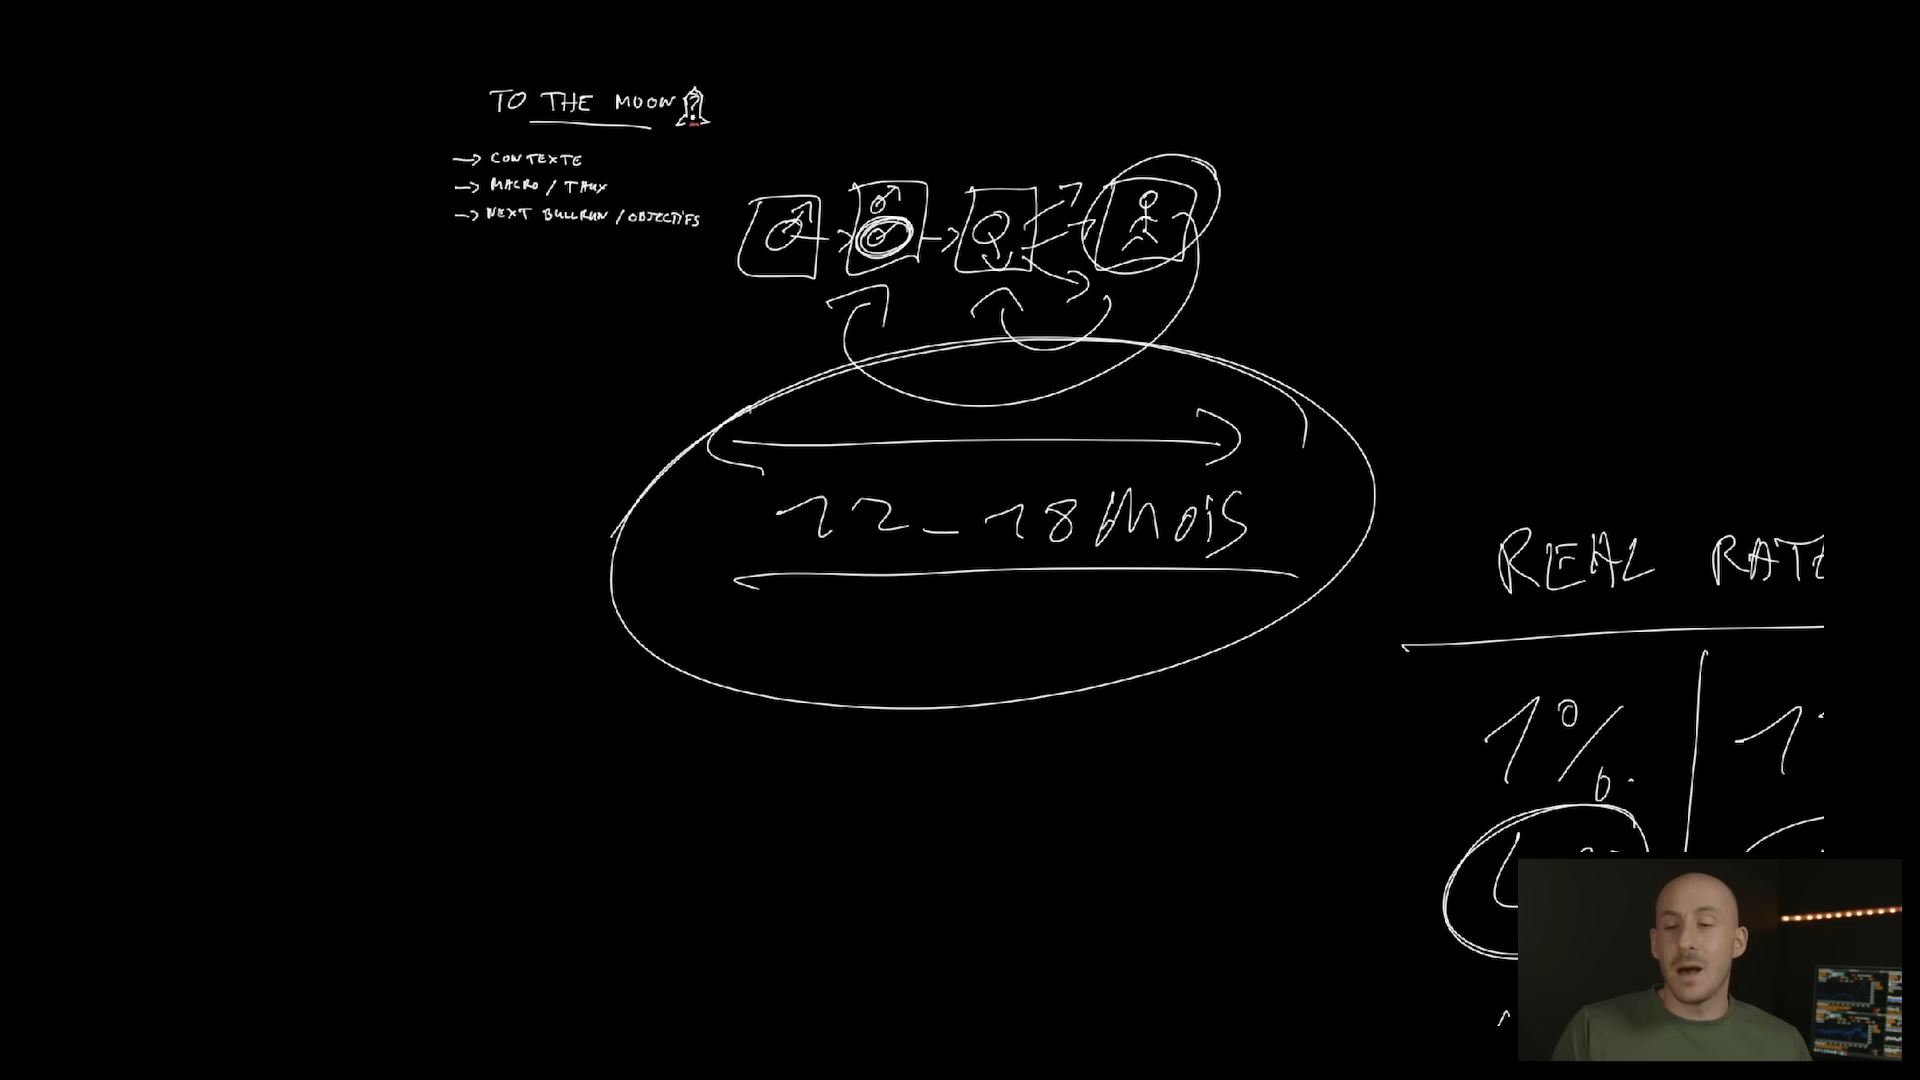 TO THE MOON ?
→ CONTEXTE
→ MACRO / TAUX
→ NEXT BULLRUN / OBJECTIFS
12 - 18 MOIS
REAL RATE
1%